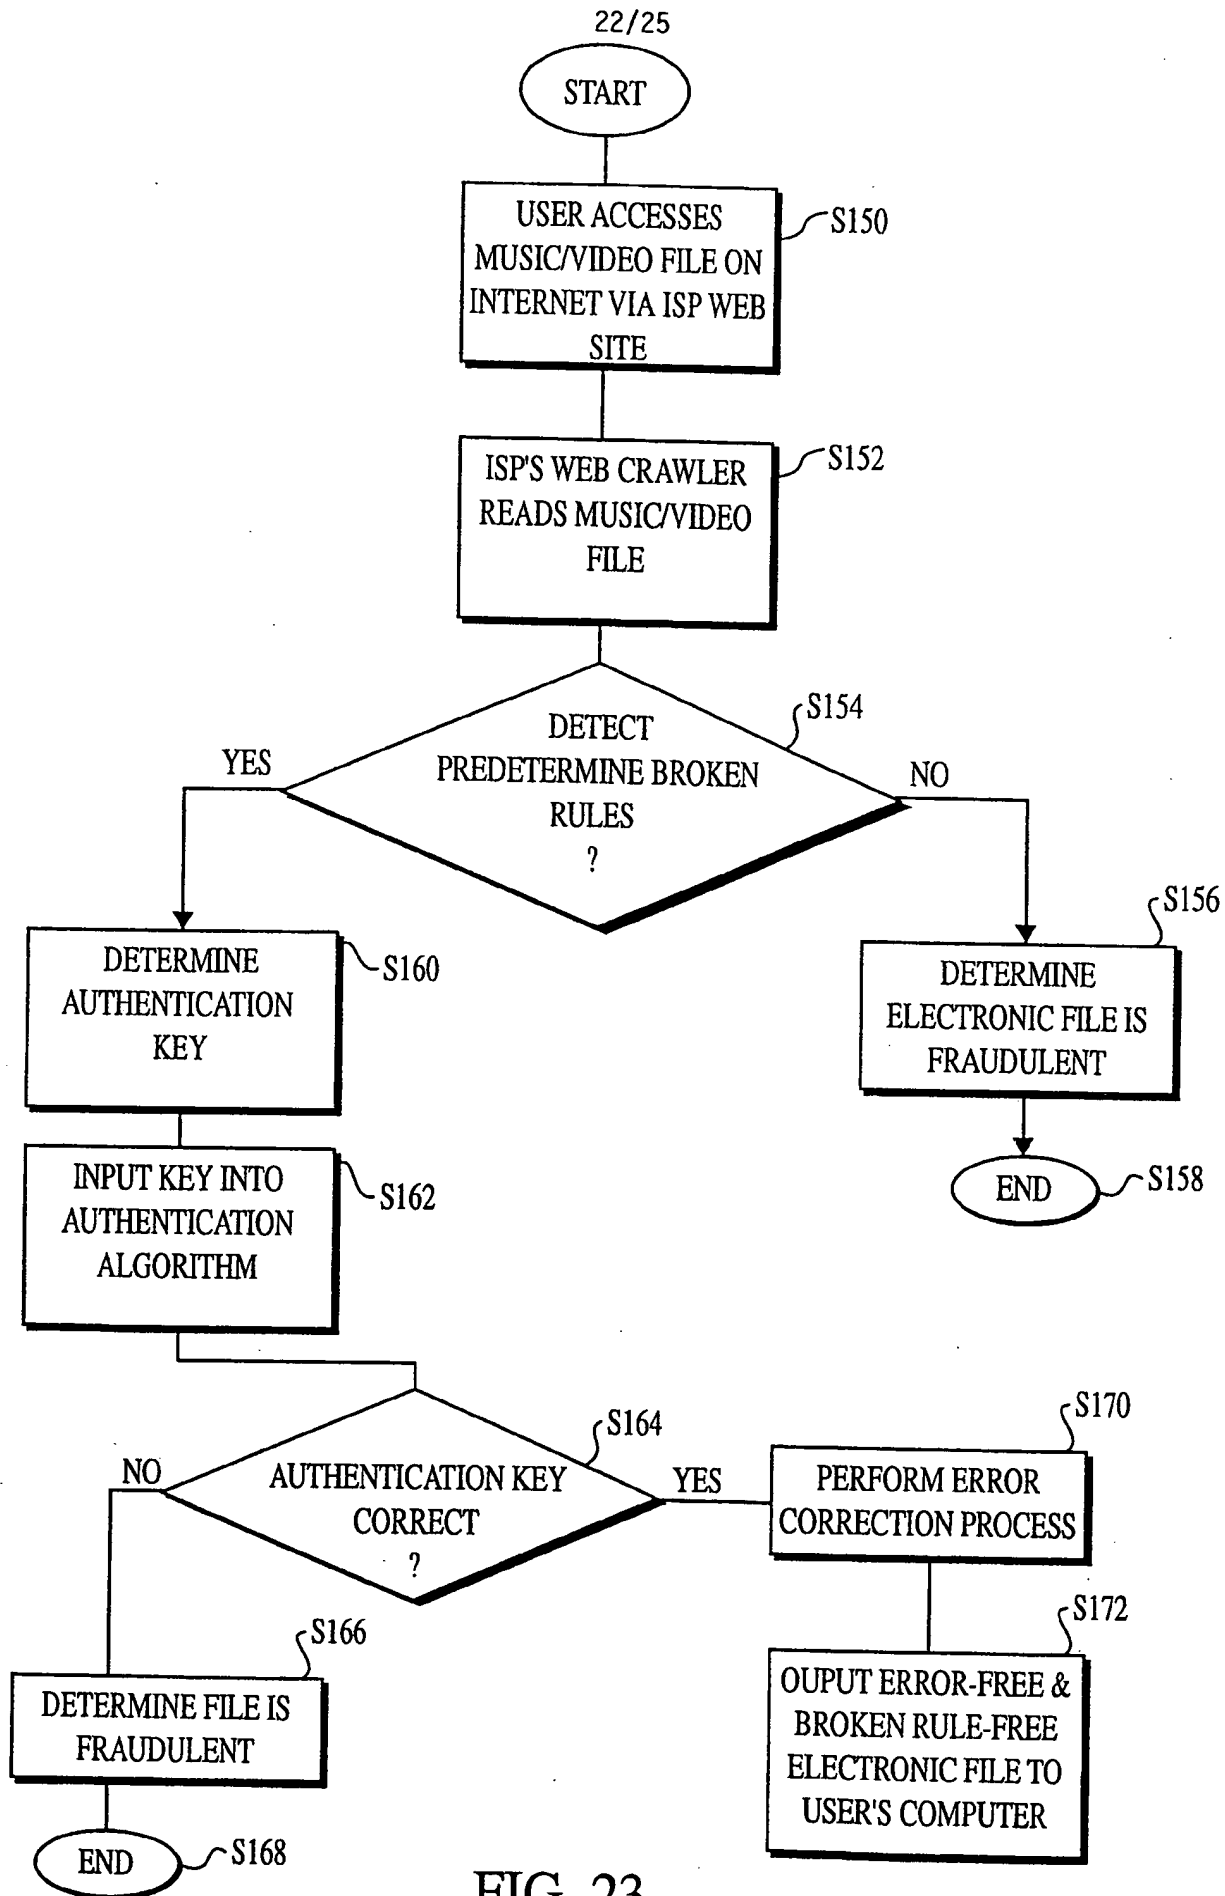 22/25
START
USER ACCESSES
MUSIC/VIDEO FILE ON
INTERNET VIA ISP WEB
SITE
S150
ISP'S WEB CRAWLER
READS MUSIC/VIDEO
FILE
S152
DETECT
PREDETERMINE BROKEN
RULES
?
S154
YES
NO
DETERMINE
AUTHENTICATION
KEY
S160
DETERMINE
ELECTRONIC FILE IS
FRAUDULENT
S156
INPUT KEY INTO
AUTHENTICATION
ALGORITHM
S162
END
S158
AUTHENTICATION KEY
CORRECT
?
S164
NO
YES
PERFORM ERROR
CORRECTION PROCESS
S170
DETERMINE FILE IS
FRAUDULENT
S166
OUPUT ERROR-FREE &
BROKEN RULE-FREE
ELECTRONIC FILE TO
USER'S COMPUTER
S172
END
S168
FIG. 23